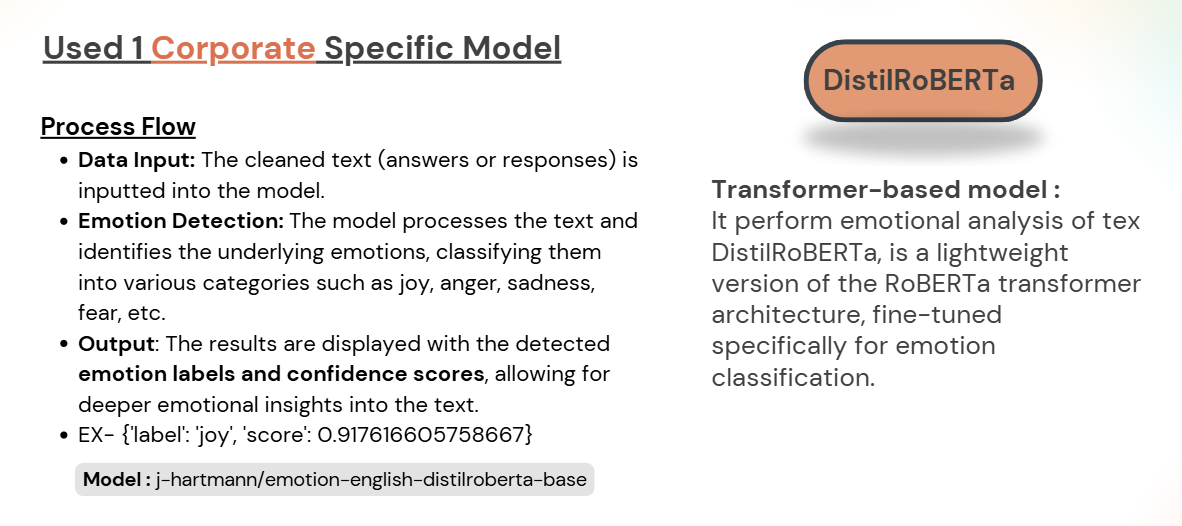 Used 1 Corporate Specific Model
Process Flow
• Data Input: The cleaned text (answers or responses) is
inputted into the model.
• Emotion Detection: The model processes the text and
identifies the underlying emotions, classifying them
into various categories such as joy, anger, sadness,
fear, etc.
• Output: The results are displayed with the detected
emotion labels and confidence scores, allowing for
deeper emotional insights into the text.
• EX- {'label': 'joy', 'score': 0.917616605758667}
Model : j-hartmann/emotion-english-distilroberta-base
DistilRoBERTa
Transformer-based model :
It perform emotional analysis of tex
DistilRoBERTa, is a lightweight
version of the RoBERTa transformer
architecture, fine-tuned
specifically for emotion
classification.